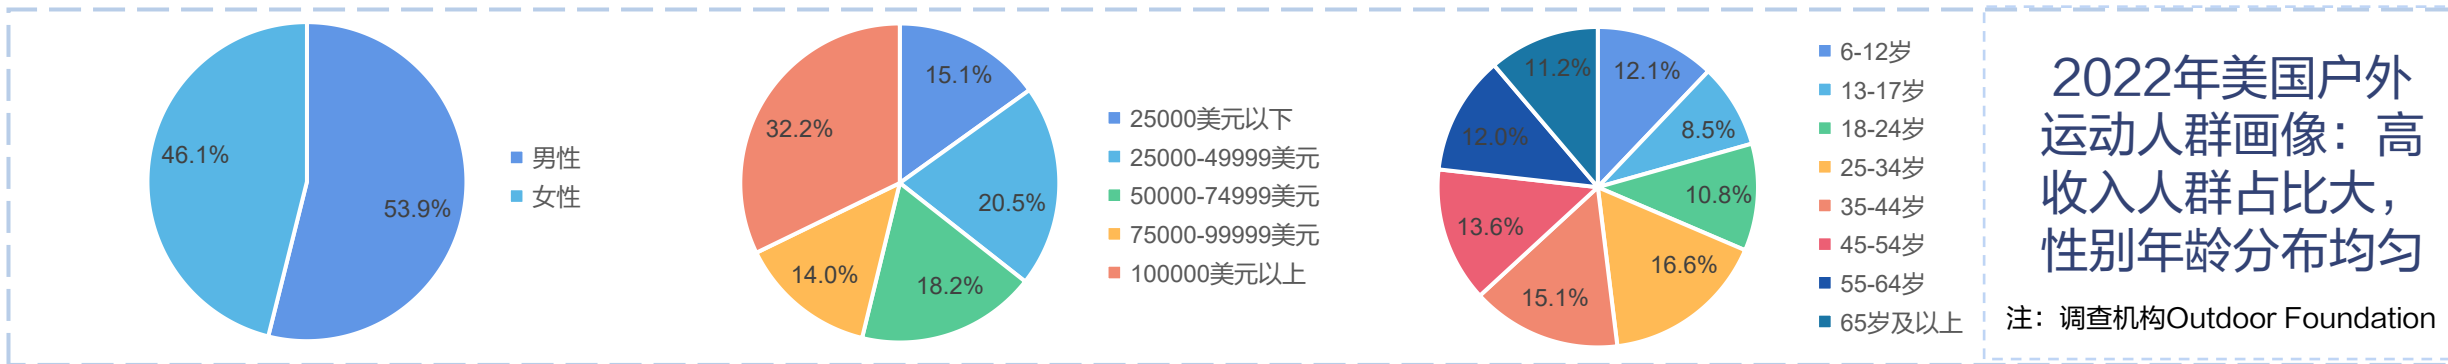 46.1%
53.9%
男性
女性
15.1%
20.5%
18.2%
14.0%
32.2%
25000美元以下
25000-49999美元
50000-74999美元
75000-99999美元
100000美元以上
12.1%
8.5%
10.8%
16.6%
15.1%
13.6%
12.0%
11.2%
6-12岁
13-17岁
18-24岁
25-34岁
35-44岁
45-54岁
55-64岁
65岁及以上
2022年美国户外
运动人群画像：高
收入人群占比大，
性别年龄分布均匀
注：调查机构Outdoor Foundation